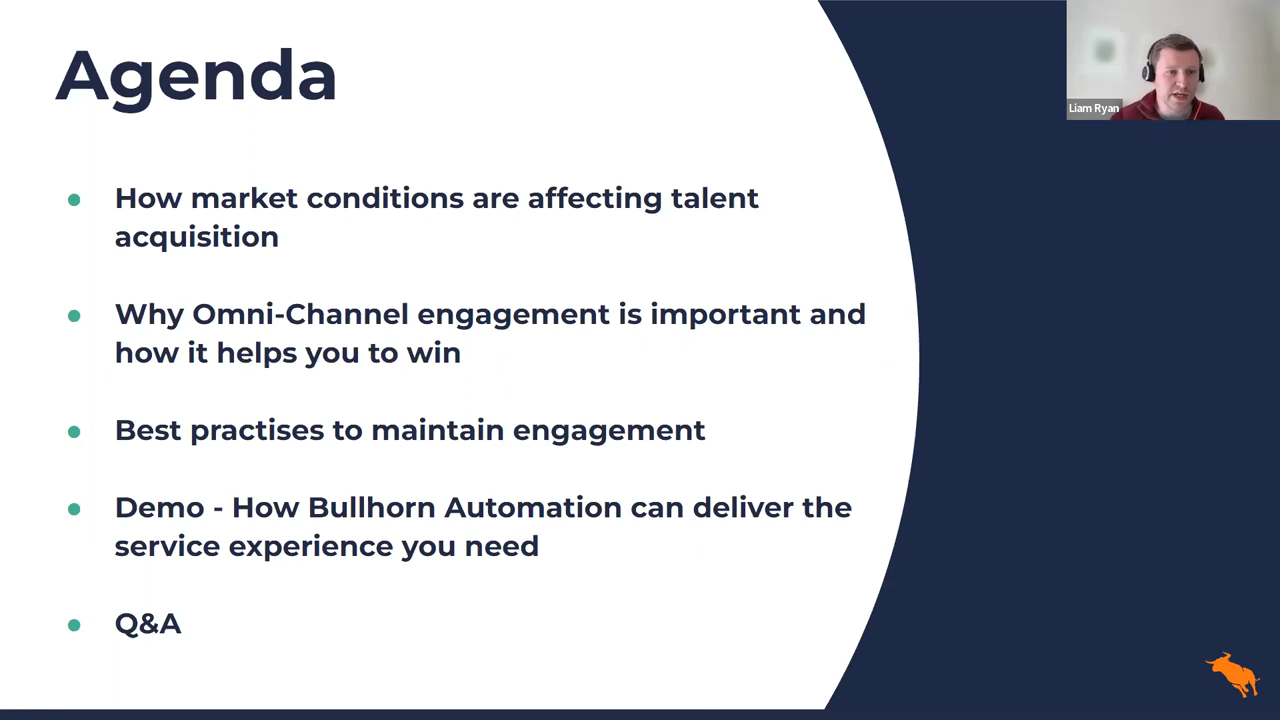 Agenda
Liam Ryan
How market conditions are affecting talent
acquisition
Why Omni-Channel engagement is important and
how it helps you to win
Best practises to maintain engagement
Demo - How Bullhorn Automation can deliver the
service experience you need
Q&A